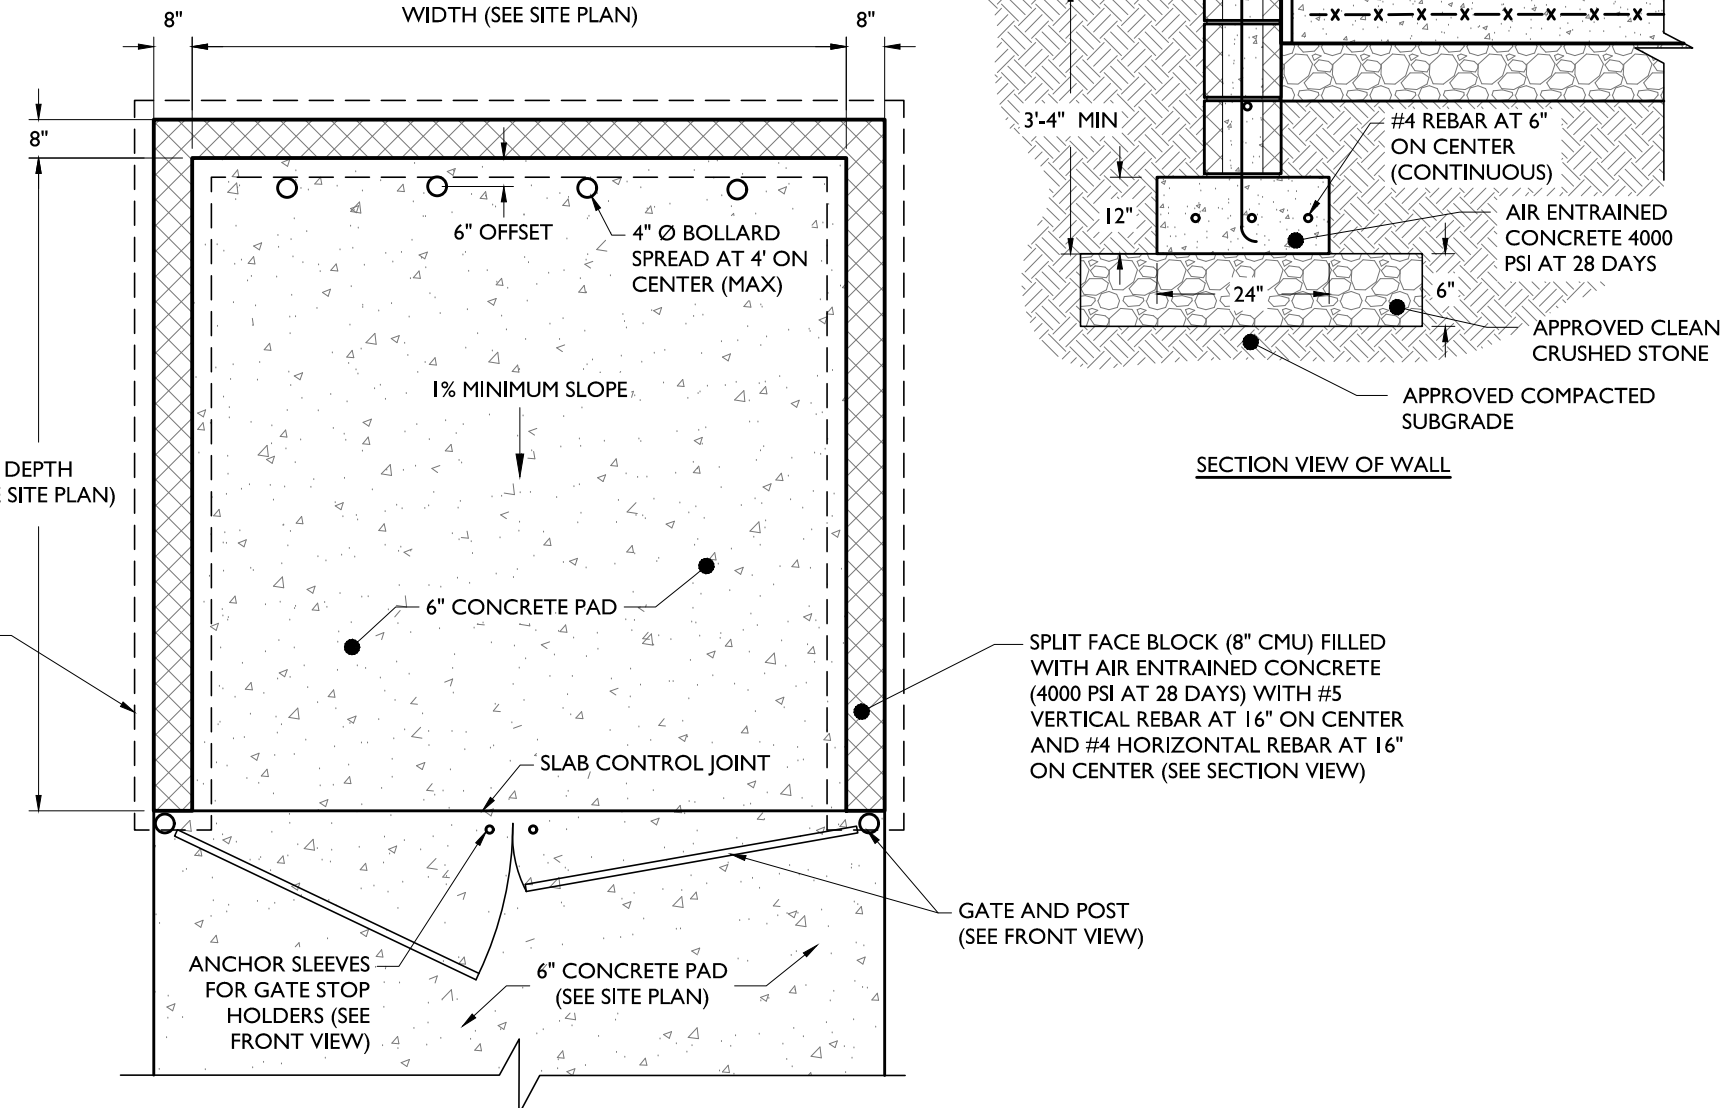 8"
WIDTH (SEE SITE PLAN)
8"
8"
6" OFFSET
4" Ø BOLLARD
SPREAD AT 4' ON
CENTER (MAX)
1% MINIMUM SLOPE
DEPTH
SITE PLAN)
6" CONCRETE PAD
SLAB CONTROL JOINT
ANCHOR SLEEVES
FOR GATE STOP
HOLDERS (SEE
FRONT VIEW)
6" CONCRETE PAD
(SEE SITE PLAN)
GATE AND POST
(SEE FRONT VIEW)
SPLIT FACE BLOCK (8" CMU) FILLED
WITH AIR ENTRAINED CONCRETE
(4000 PSI AT 28 DAYS) WITH #5
VERTICAL REBAR AT 16" ON CENTER
AND #4 HORIZONTAL REBAR AT 16"
ON CENTER (SEE SECTION VIEW)
X X X X X X X X
3'-4" MIN
#4 REBAR AT 6"
ON CENTER
(CONTINUOUS)
12"
AIR ENTRAINED
CONCRETE 4000
PSI AT 28 DAYS
24"
6"
APPROVED CLEAN
CRUSHED STONE
APPROVED COMPACTED
SUBGRADE
SECTION VIEW OF WALL